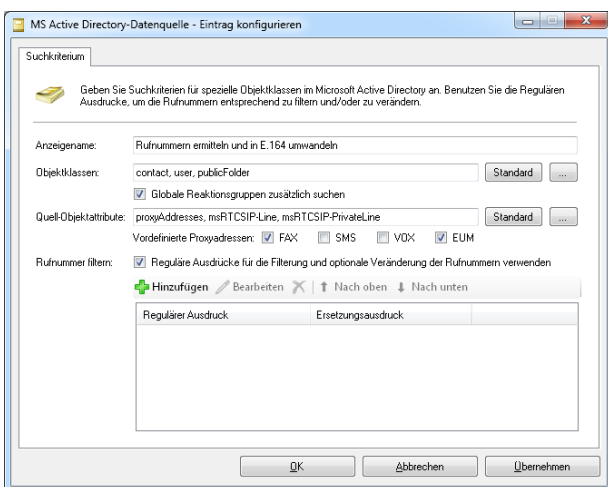 MS Active Directory-Datenquelle - Eintrag konfigurieren
Suchkriterium
Geben Sie Suchkriterien für spezielle Objektklassen im Microsoft Active Directory an. Benutzen Sie die Regulären
Ausdrucke, um die Rufnummern entsprechend zu filtern und/oder zu verändern.
Anzeigename: Rufnummern ermitteln und in E.164 umwandeln
Objektklassen: contact, user, publicFolder Standard ...
Globale Reaktionsgruppen zusätzlich suchen
Quell-Objektattribute: proxyAddresses, msRTCSIP-Line, msRTCSIP-PrivateLine Standard ...
Vordefinierte Proxyadressen: FAX SMS VOX EUM
Rufnummer filtern: Reguläre Ausdrücke für die Filterung und optionale Veränderung der Rufnummern verwenden
Hinzufügen Bearbeiten Nach oben Nach unten
Regulärer Ausdruck Ersetzungsausdruck
OK Abbrechen Übernehmen